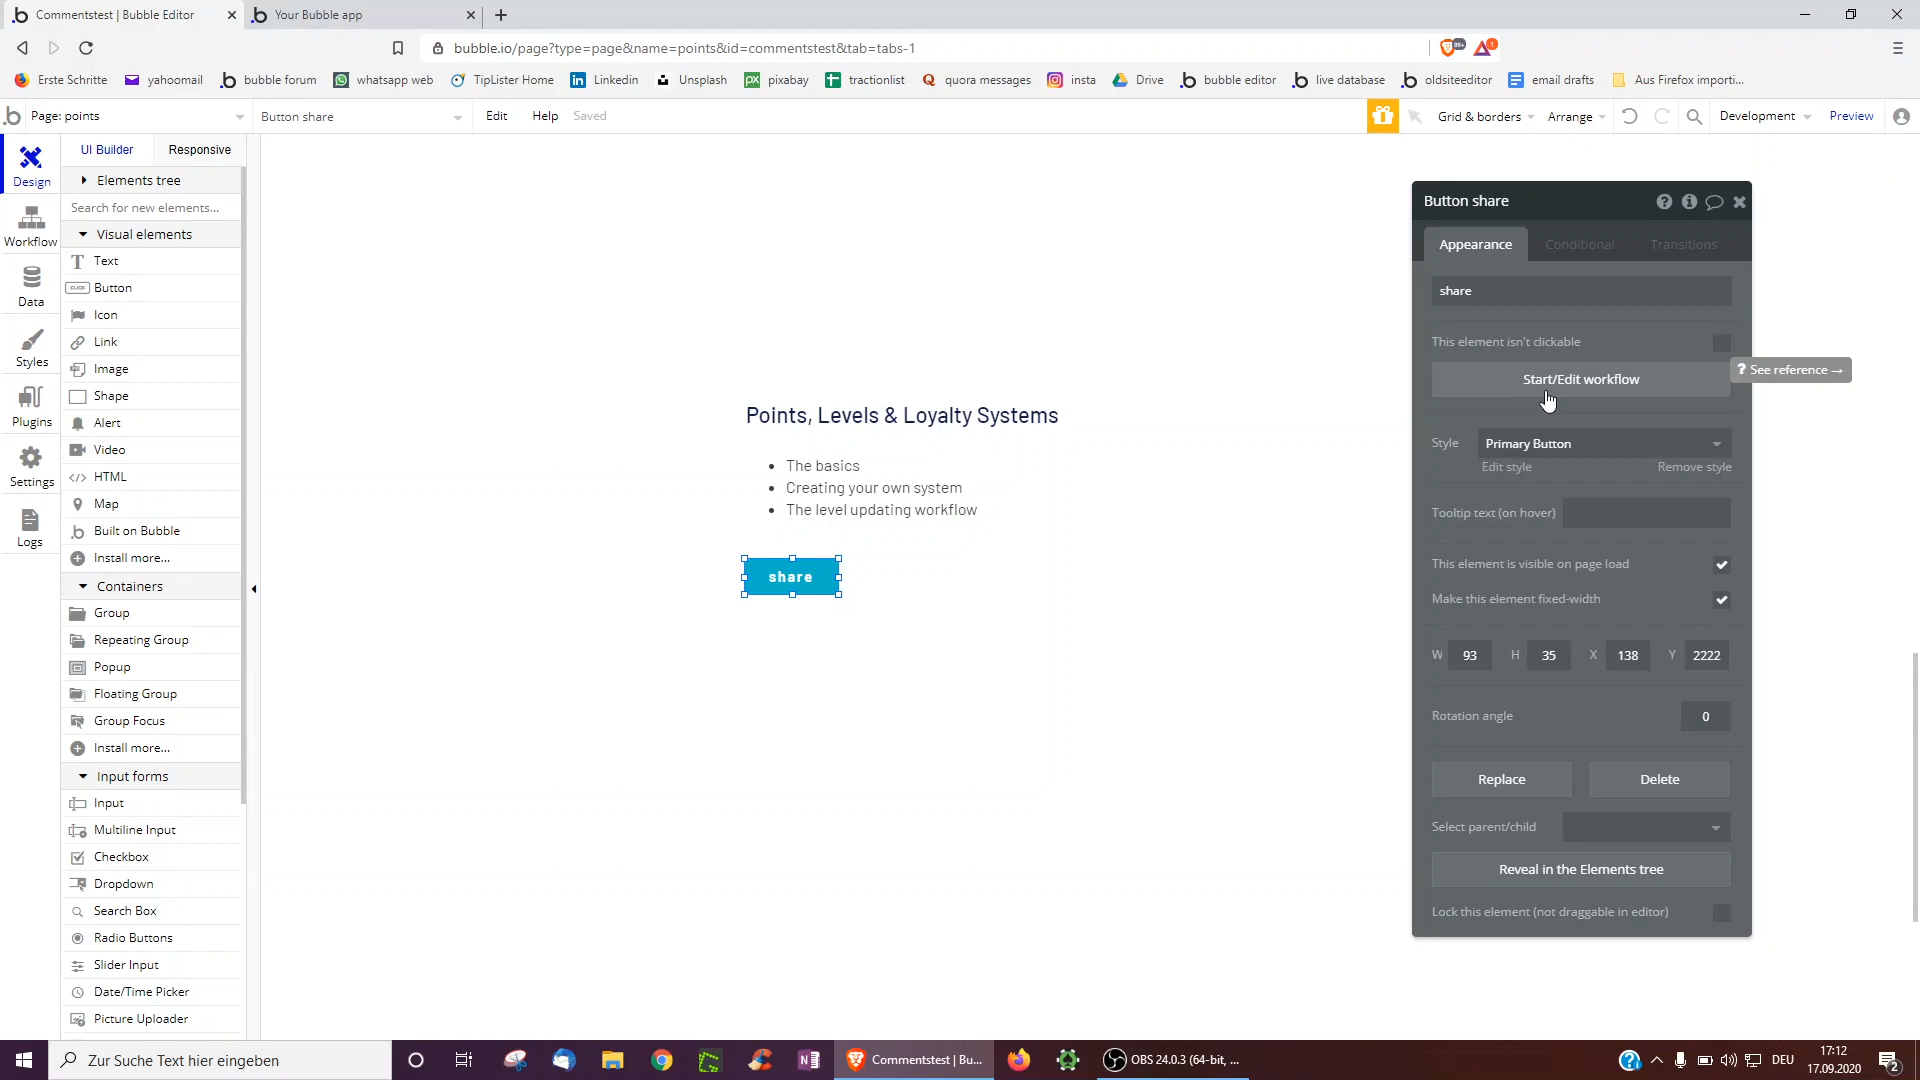 Commentstest | Bubble Editor
Your Bubble app
bubble.io/page?type=page&name=points&id=commentstest&tab=tabs-1
99+
1
Erste Schritte
yahoomail
bubble forum
whatsapp web
TipLister Home
Linkedin
Unsplash
pixabay
tractionlist
quora messages
insta
Drive
bubble editor
live database
oldsiteeditor
email drafts
Aus Firefox importi...
Page: points
Button share
Edit
Help
Saved
Grid & borders
Arrange
Development
Preview
Design
Workflow
Data
Styles
Plugins
Settings
Logs
UI Builder
Responsive
Elements tree
Search for new elements...
Visual elements
Text
CLICK
Button
Icon
Link
Image
Shape
Alert
Video
HTML
Map
Built on Bubble
Install more...
Containers
Group
Repeating Group
Popup
Floating Group
Group Focus
Install more...
Input forms
Input
Multiline Input
Checkbox
Dropdown
Search Box
Radio Buttons
Slider Input
Date/Time Picker
Picture Uploader
Points, Levels & Loyalty Systems
The basics
Creating your own system
The level updating workflow
share
Button share
Appearance
Conditional
Transitions
share
This element isn't clickable
Start/Edit workflow
? See reference →
Style
Primary Button
Edit style
Remove style
Tooltip text (on hover)
This element is visible on page load
Make this element fixed-width
W 93 H 35 X 138 Y 2222
Rotation angle
0
Replace
Delete
Select parent/child
Reveal in the Elements tree
Lock this element (not draggable in editor)
Zur Suche Text hier eingeben
Commentstest | Bu...
OBS 24.0.3 (64-bit, ...
DEU
17:12
17.09.2020
2